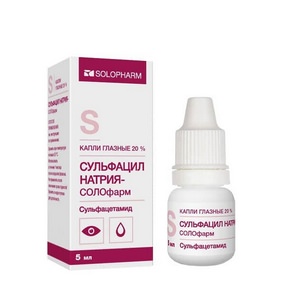 SOLOPHARM
S
КАПЛИ ГЛАЗНЫЕ 20 %
СУЛЬФАЦИЛ
НАТРИЯ-
СОЛОфарм
Сульфацетамид
5 мл
S
КАПЛИ ГЛАЗНЫЕ 20 %
СУЛЬФАЦИЛ
НАТРИЯ-
СОЛОфарм
Сульфацетамид
5 мл